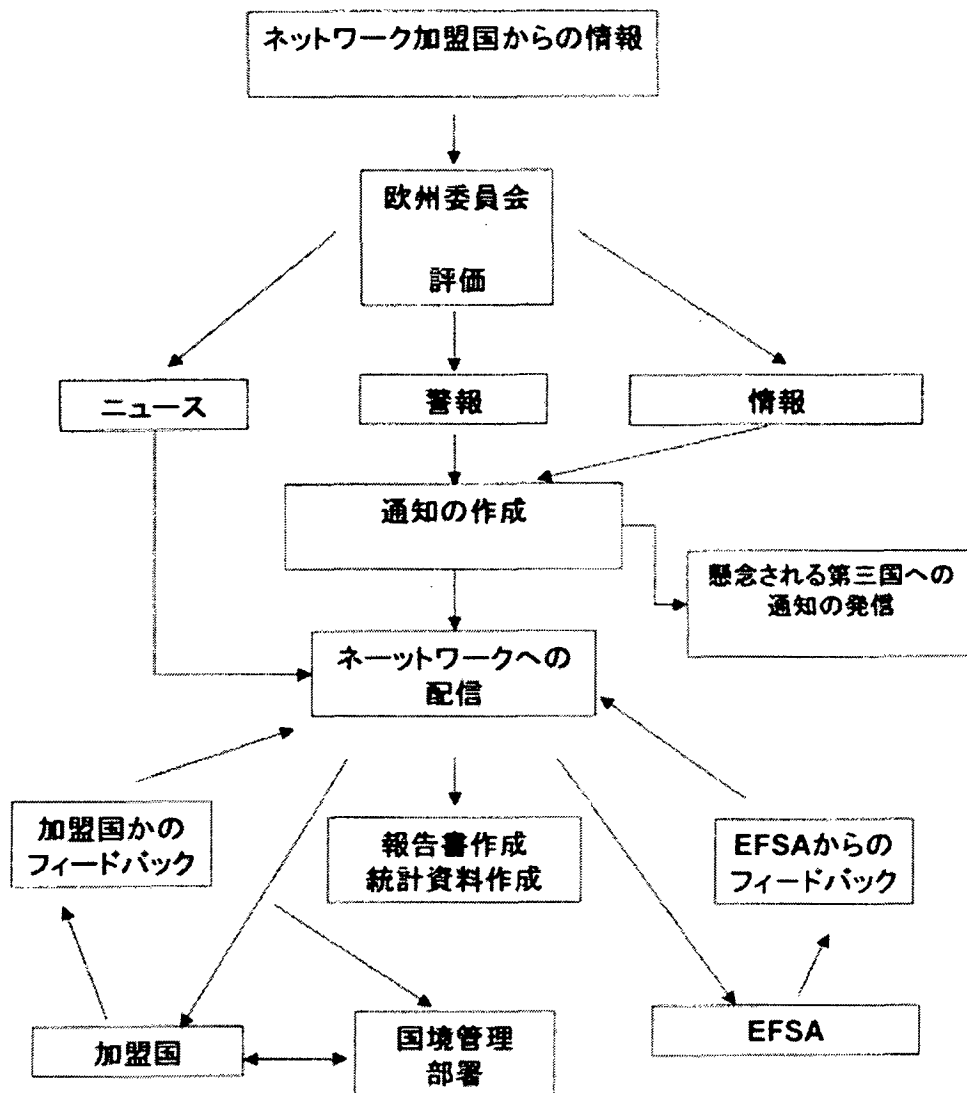 ネットワーク加盟国からの情報
欧州委員会
評価
ニュース
警報
情報
通知の作成
懸念される第三国への
通知の発信
ネーットワークへの
配信
加盟国かの
フィードバック
報告書作成
統計資料作成
EFSAからの
フィードバック
加盟国
国境管理
部署
EFSA